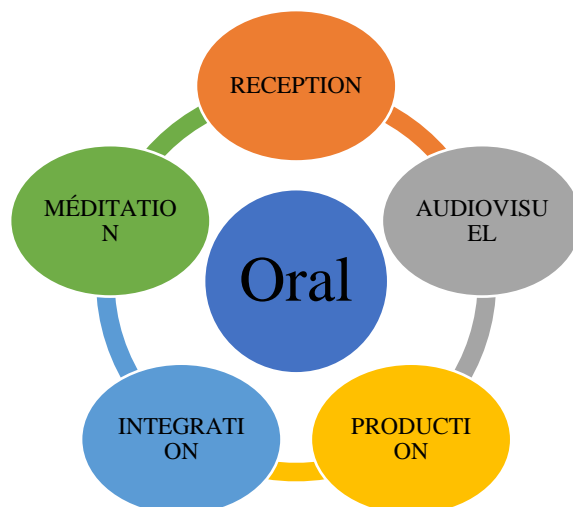 RECEPTION
AUDIOVISU
EL
PRODUCTI
ON
INTEGRATI
ON
MÉDITATIO
N
Oral